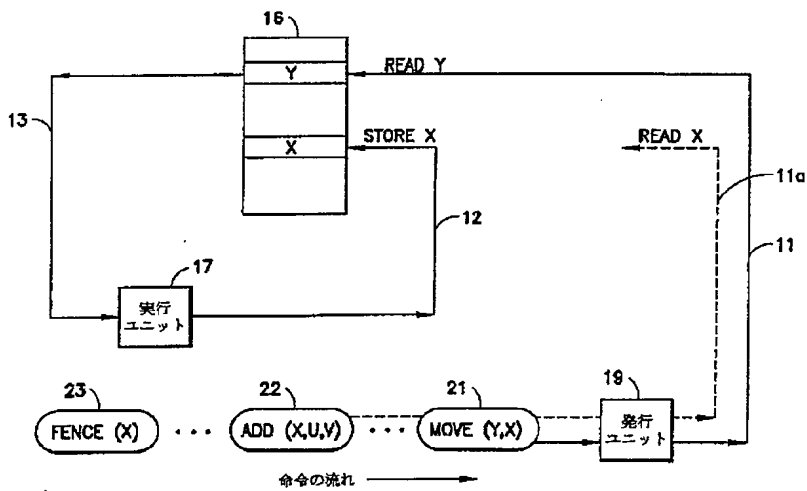 16
Y
READ Y
13
X
STORE X
READ X
11a
12
11
17
実行
ユニット
23
22
21
19
FENCE (X)
ADD (X,U,V)
MOVE (Y,X)
発行
ユニット
命令の流れ